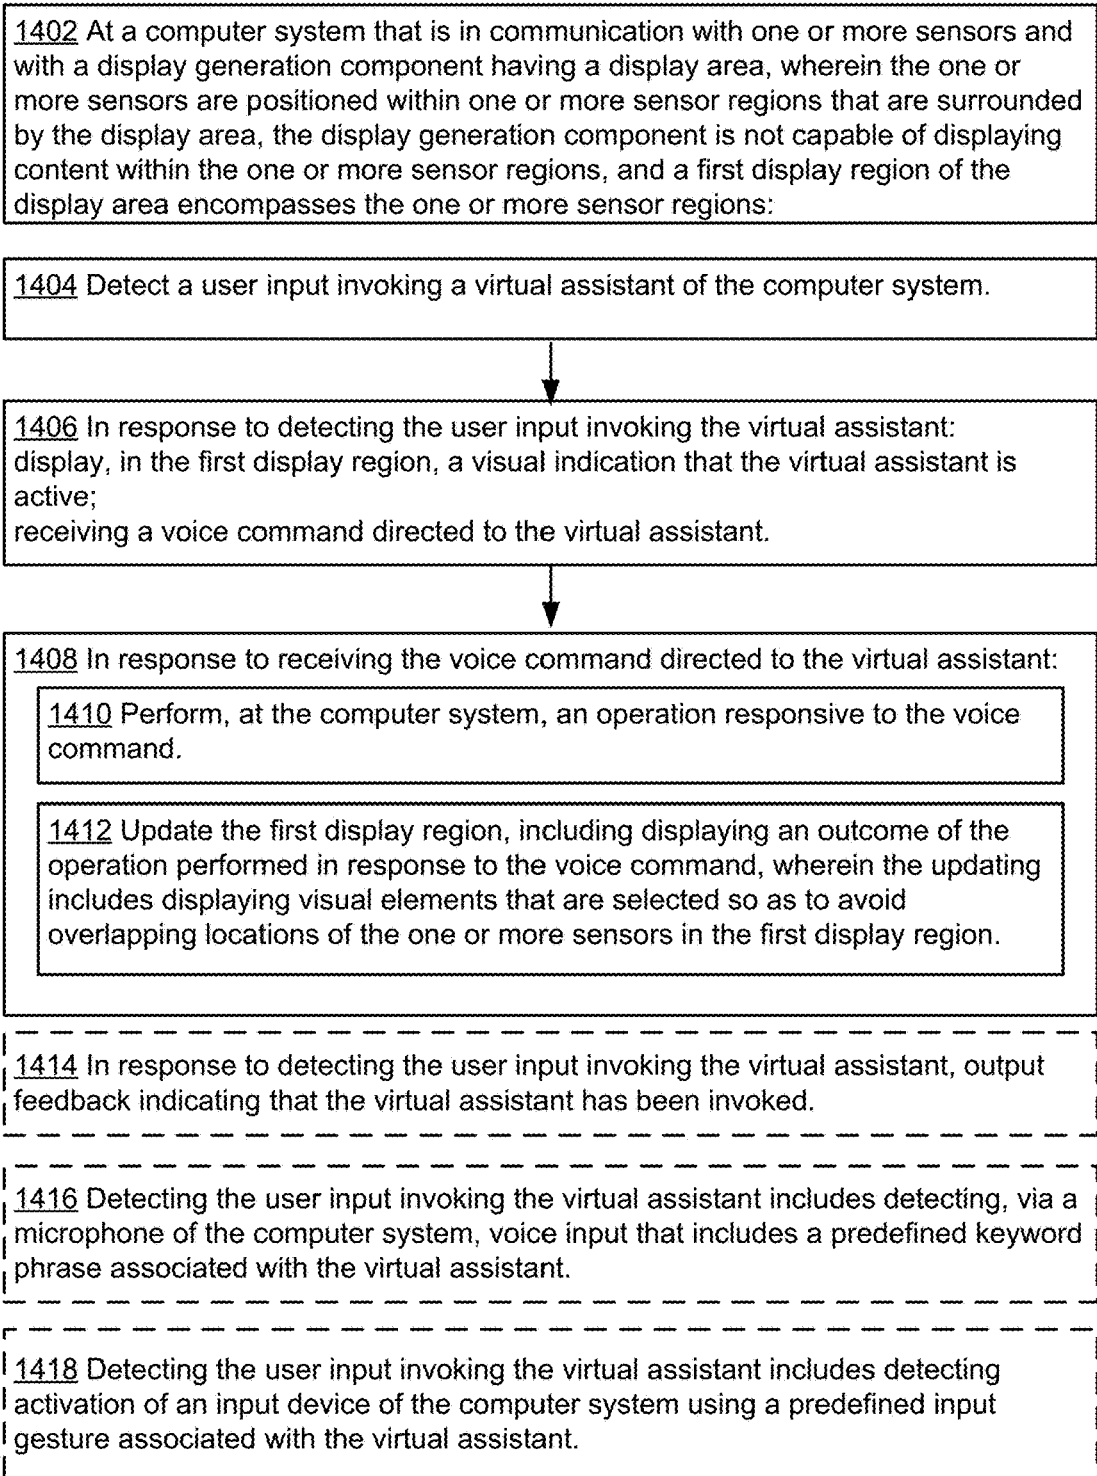 1402 At a computer system that is in communication with one or more sensors and
with a display generation component having a display area, wherein the one or
more sensors are positioned within one or more sensor regions that are surrounded
by the display area, the display generation component is not capable of displaying
content within the one or more sensor regions, and a first display region of the
display area encompasses the one or more sensor regions:
1404 Detect a user input invoking a virtual assistant of the computer system.
1406 In response to detecting the user input invoking the virtual assistant:
display, in the first display region, a visual indication that the virtual assistant is
active;
receiving a voice command directed to the virtual assistant.
1408 In response to receiving the voice command directed to the virtual assistant:
1410 Perform, at the computer system, an operation responsive to the voice
command.
1412 Update the first display region, including displaying an outcome of the
operation performed in response to the voice command, wherein the updating
includes displaying visual elements that are selected so as to avoid
overlapping locations of the one or more sensors in the first display region.
1414 In response to detecting the user input invoking the virtual assistant, output
feedback indicating that the virtual assistant has been invoked.
1416 Detecting the user input invoking the virtual assistant includes detecting, via a
microphone of the computer system, voice input that includes a predefined keyword
phrase associated with the virtual assistant.
1418 Detecting the user input invoking the virtual assistant includes detecting
activation of an input device of the computer system using a predefined input
gesture associated with the virtual assistant.